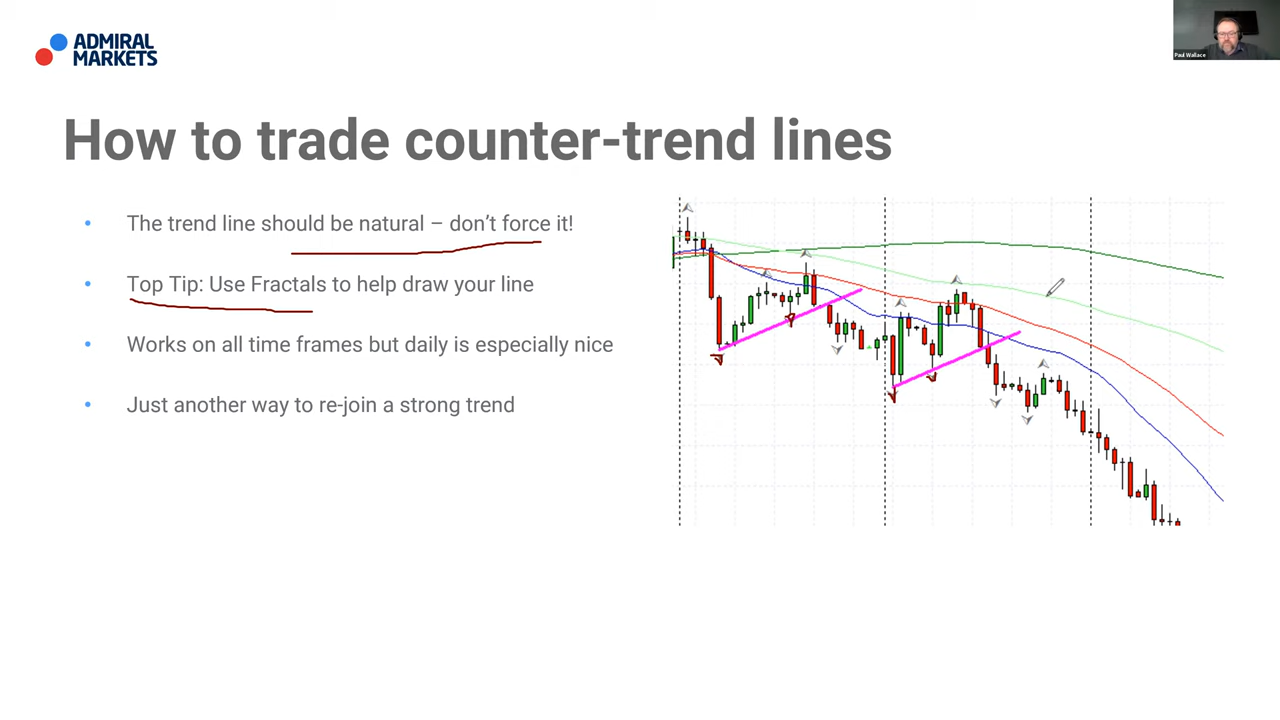 ADMIRAL
MARKETS
Paul Wallace
How to trade counter-trend lines
• The trend line should be natural – don't force it!
• Top Tip: Use Fractals to help draw your line
• Works on all time frames but daily is especially nice
• Just another way to re-join a strong trend